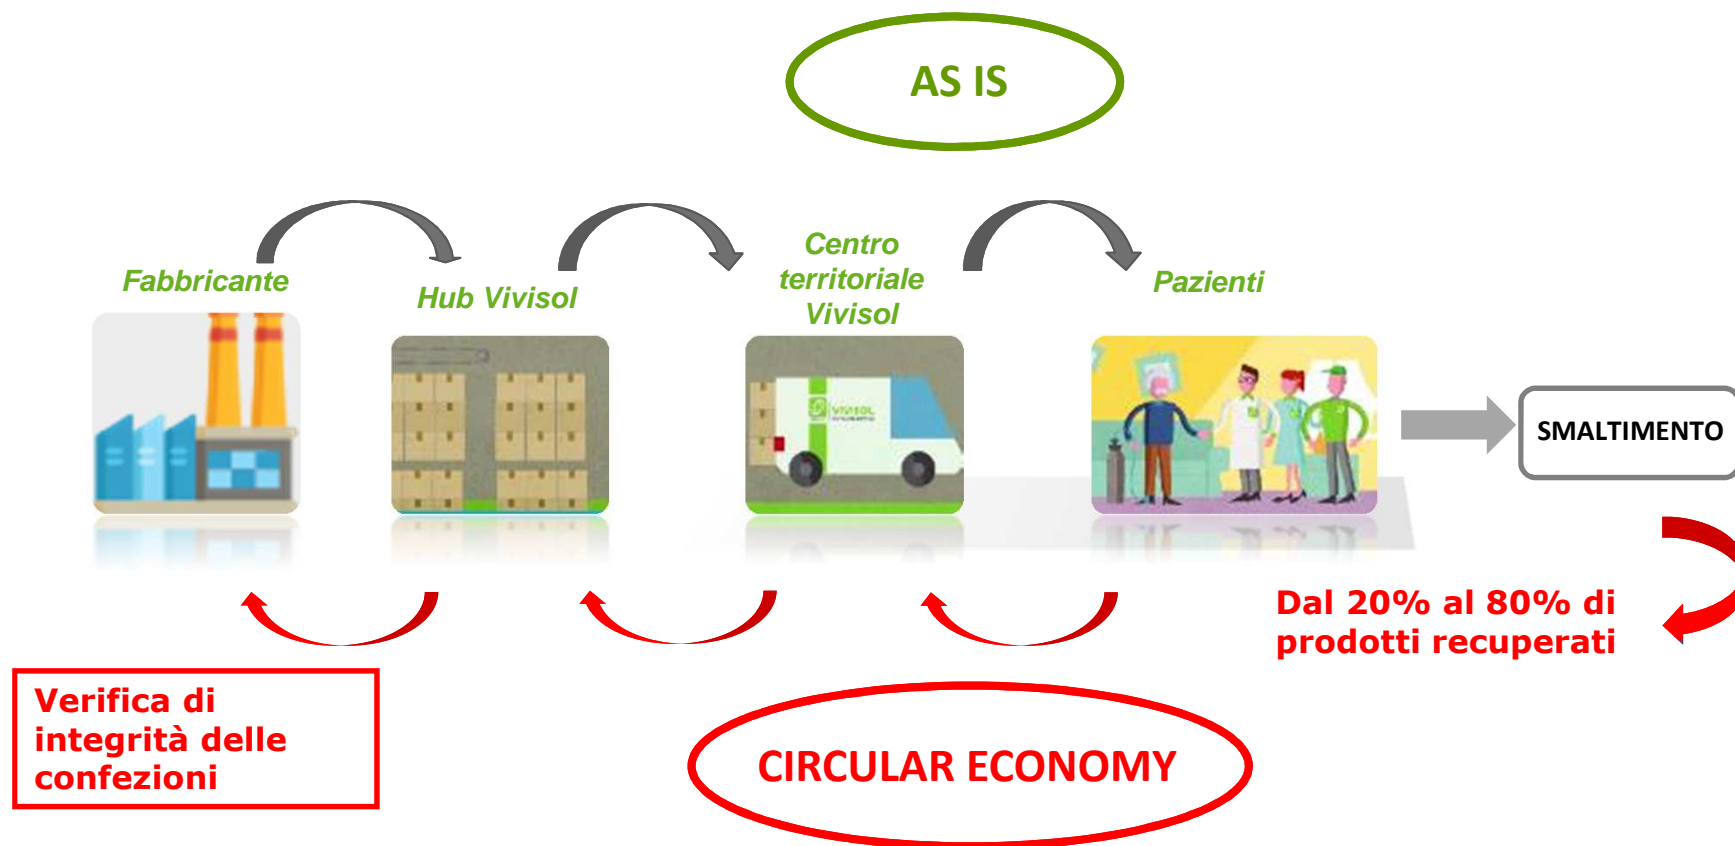 AS IS
Fabbricante
Hub Vivisol
Centro
territoriale
Vivisol
Pazienti
VIVISOL
SMALTIMENTO
Dal 20% al 80% di
prodotti recuperati
Verifica di
integrità delle
confezioni
CIRCULAR ECONOMY